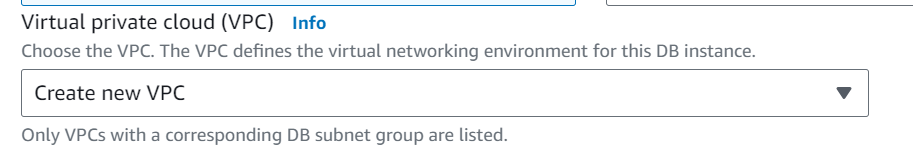 Virtual private cloud (VPC) Info
Choose the VPC. The VPC defines the virtual networking environment for this DB instance.
Create new VPC
Only VPCs with a corresponding DB subnet group are listed.